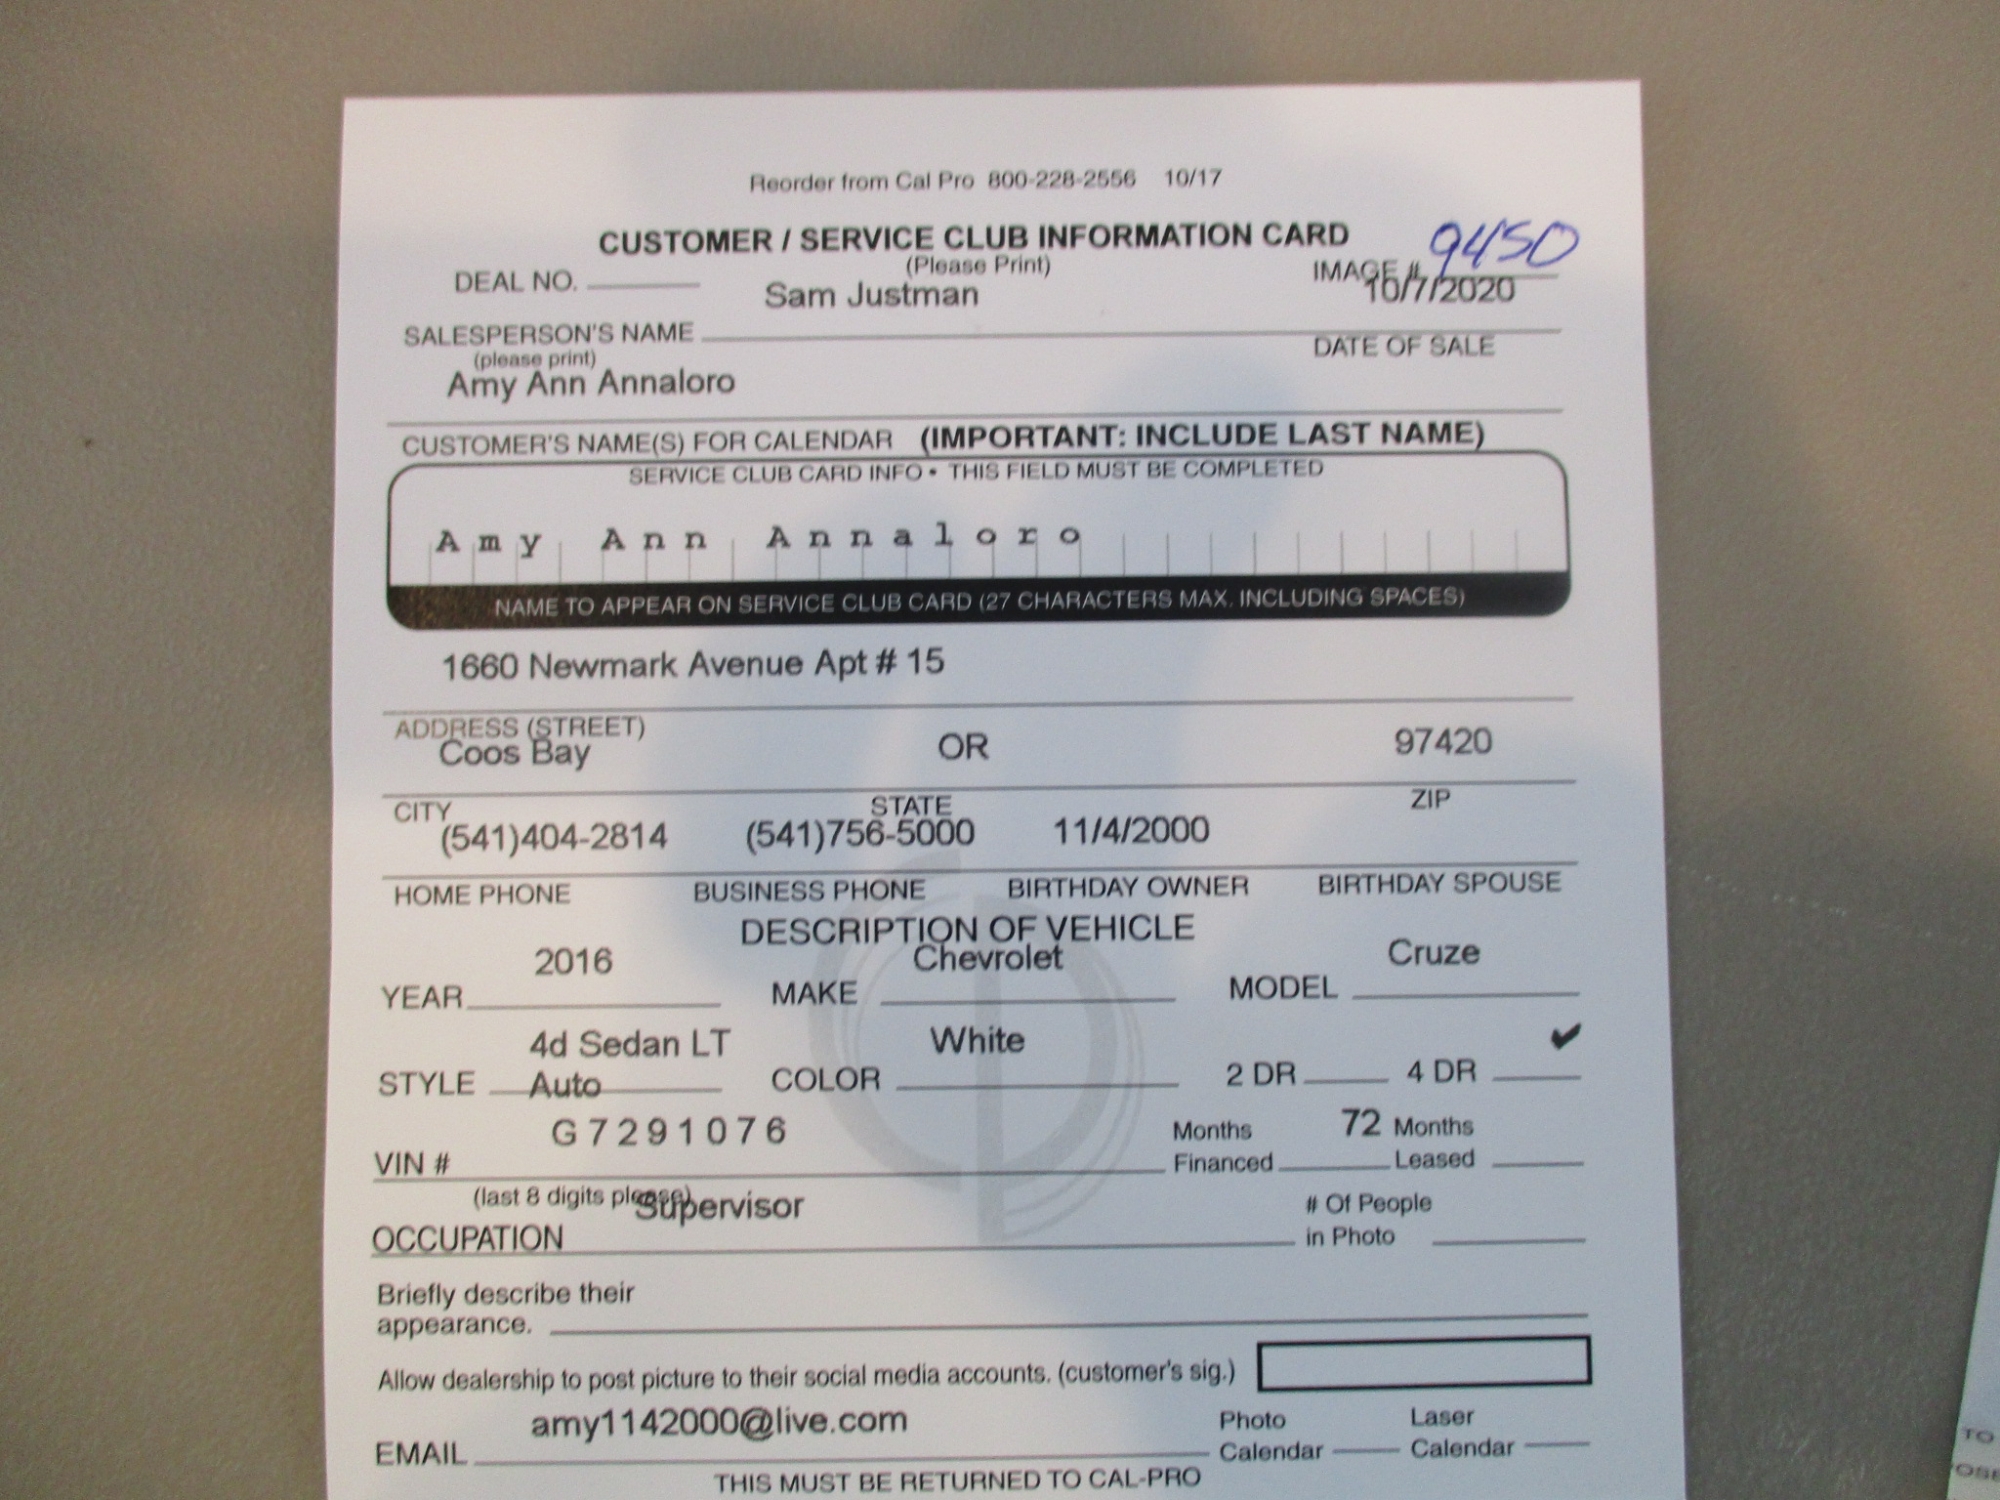 Reorder from Cal Pro 800-228-2556 10/17
CUSTOMER / SERVICE CLUB INFORMATION CARD
(Please Print)
DEAL NO.
IMAGE # 9450
Sam Justman
10/7/2020
SALESPERSON'S NAME
DATE OF SALE
(please print)
Amy Ann Annaloro
CUSTOMER'S NAME(S) FOR CALENDAR (IMPORTANT: INCLUDE LAST NAME)
SERVICE CLUB CARD INFO • THIS FIELD MUST BE COMPLETED
Amy Ann Annaloro
NAME TO APPEAR ON SERVICE CLUB CARD (27 CHARACTERS MAX. INCLUDING SPACES)
1660 Newmark Avenue Apt # 15
ADDRESS (STREET)
Coos Bay OR 97420
CITY STATE ZIP
(541)404-2814 (541)756-5000 11/4/2000
HOME PHONE BUSINESS PHONE BIRTHDAY OWNER BIRTHDAY SPOUSE
DESCRIPTION OF VEHICLE
2016 Chevrolet Cruze
YEAR MAKE MODEL
4d Sedan LT White ✔
STYLE Auto COLOR 2 DR 4 DR
G7291076 Months 72 Months
VIN # Financed Leased
(last 8 digits please)
Supervisor # Of People
OCCUPATION in Photo
Briefly describe their
appearance.
Allow dealership to post picture to their social media accounts. (customer's sig.)
amy1142000@live.com Photo Laser
EMAIL Calendar Calendar
THIS MUST BE RETURNED TO CAL-PRO
TO